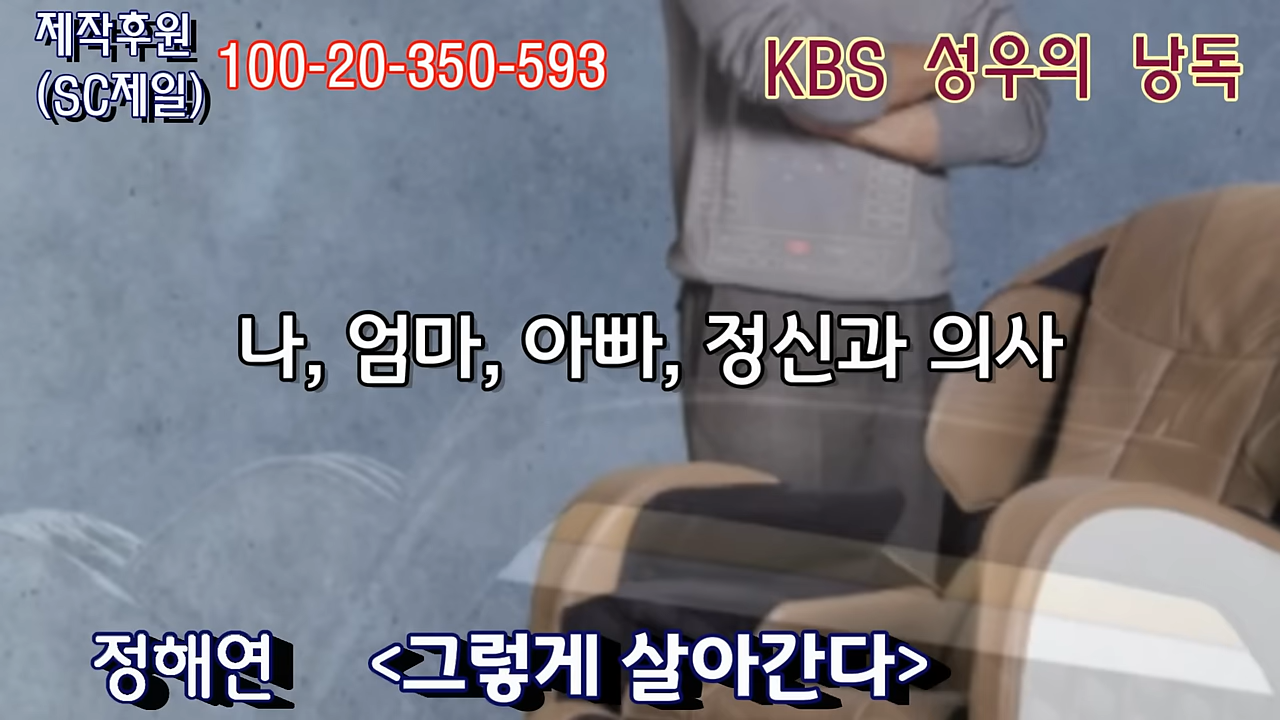 제작후원
(SC제일)
100-20-350-593
KBS 성우의 낭독
나, 엄마, 아빠, 정신과 의사
정해연 <그렇게 살아간다>